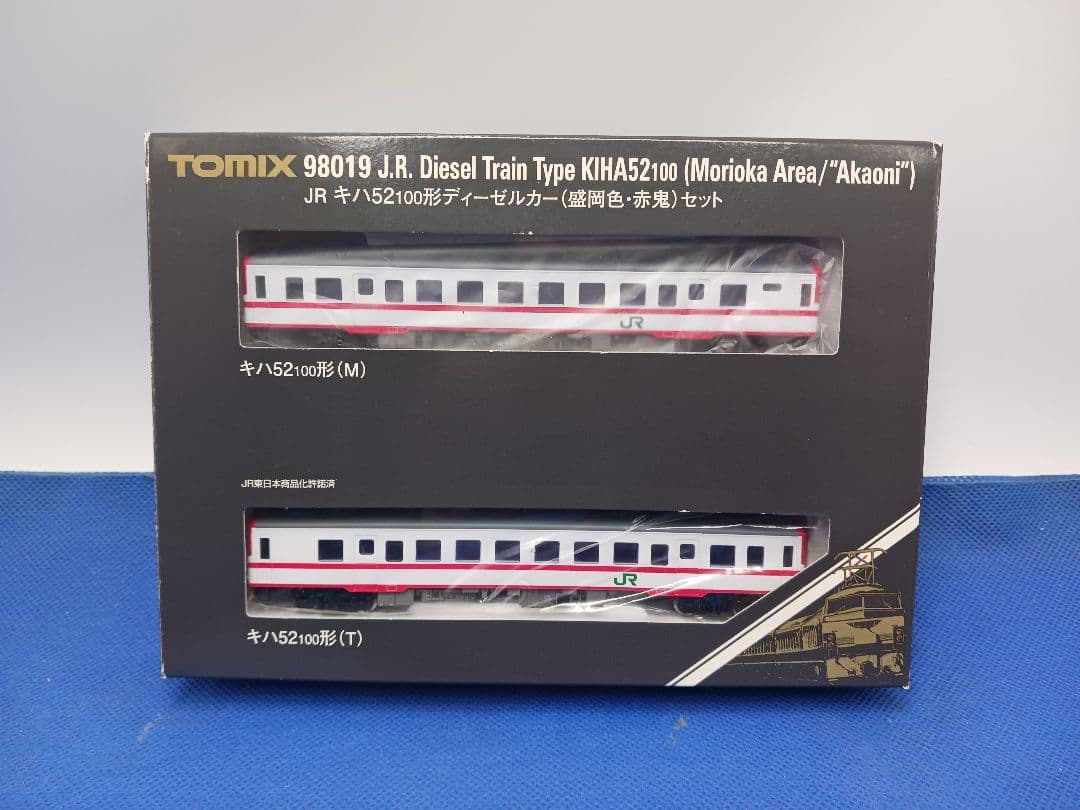 TOMIX 98019 J.R. Diesel Train Type KIHA52100 (Morioka Area/"Akaoni")
JR キハ52100形ディーゼルカー(盛岡色・赤鬼)セット
JR
キハ52100形(M)
JR東日本商品化許諾済
JR
キハ52100形(T)